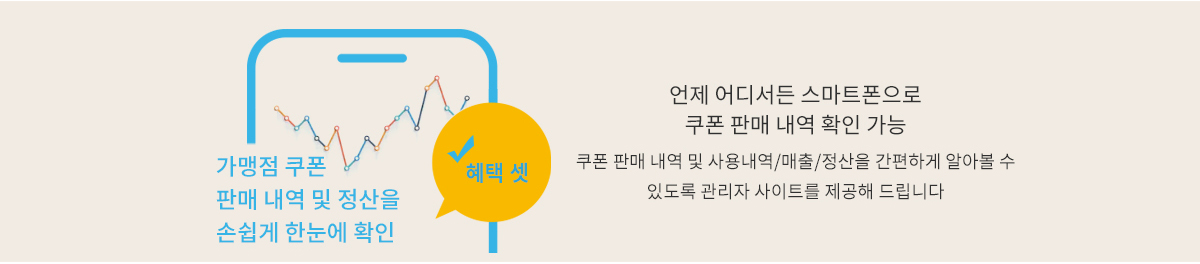 가맹점 쿠폰
판매 내역 및 정산을
손쉽게 한눈에 확인
혜택 셋
언제 어디서든 스마트폰으로
쿠폰 판매 내역 확인 가능
쿠폰 판매 내역 및 사용내역/매출/정산을 간편하게 알아볼 수
있도록 관리자 사이트를 제공해 드립니다